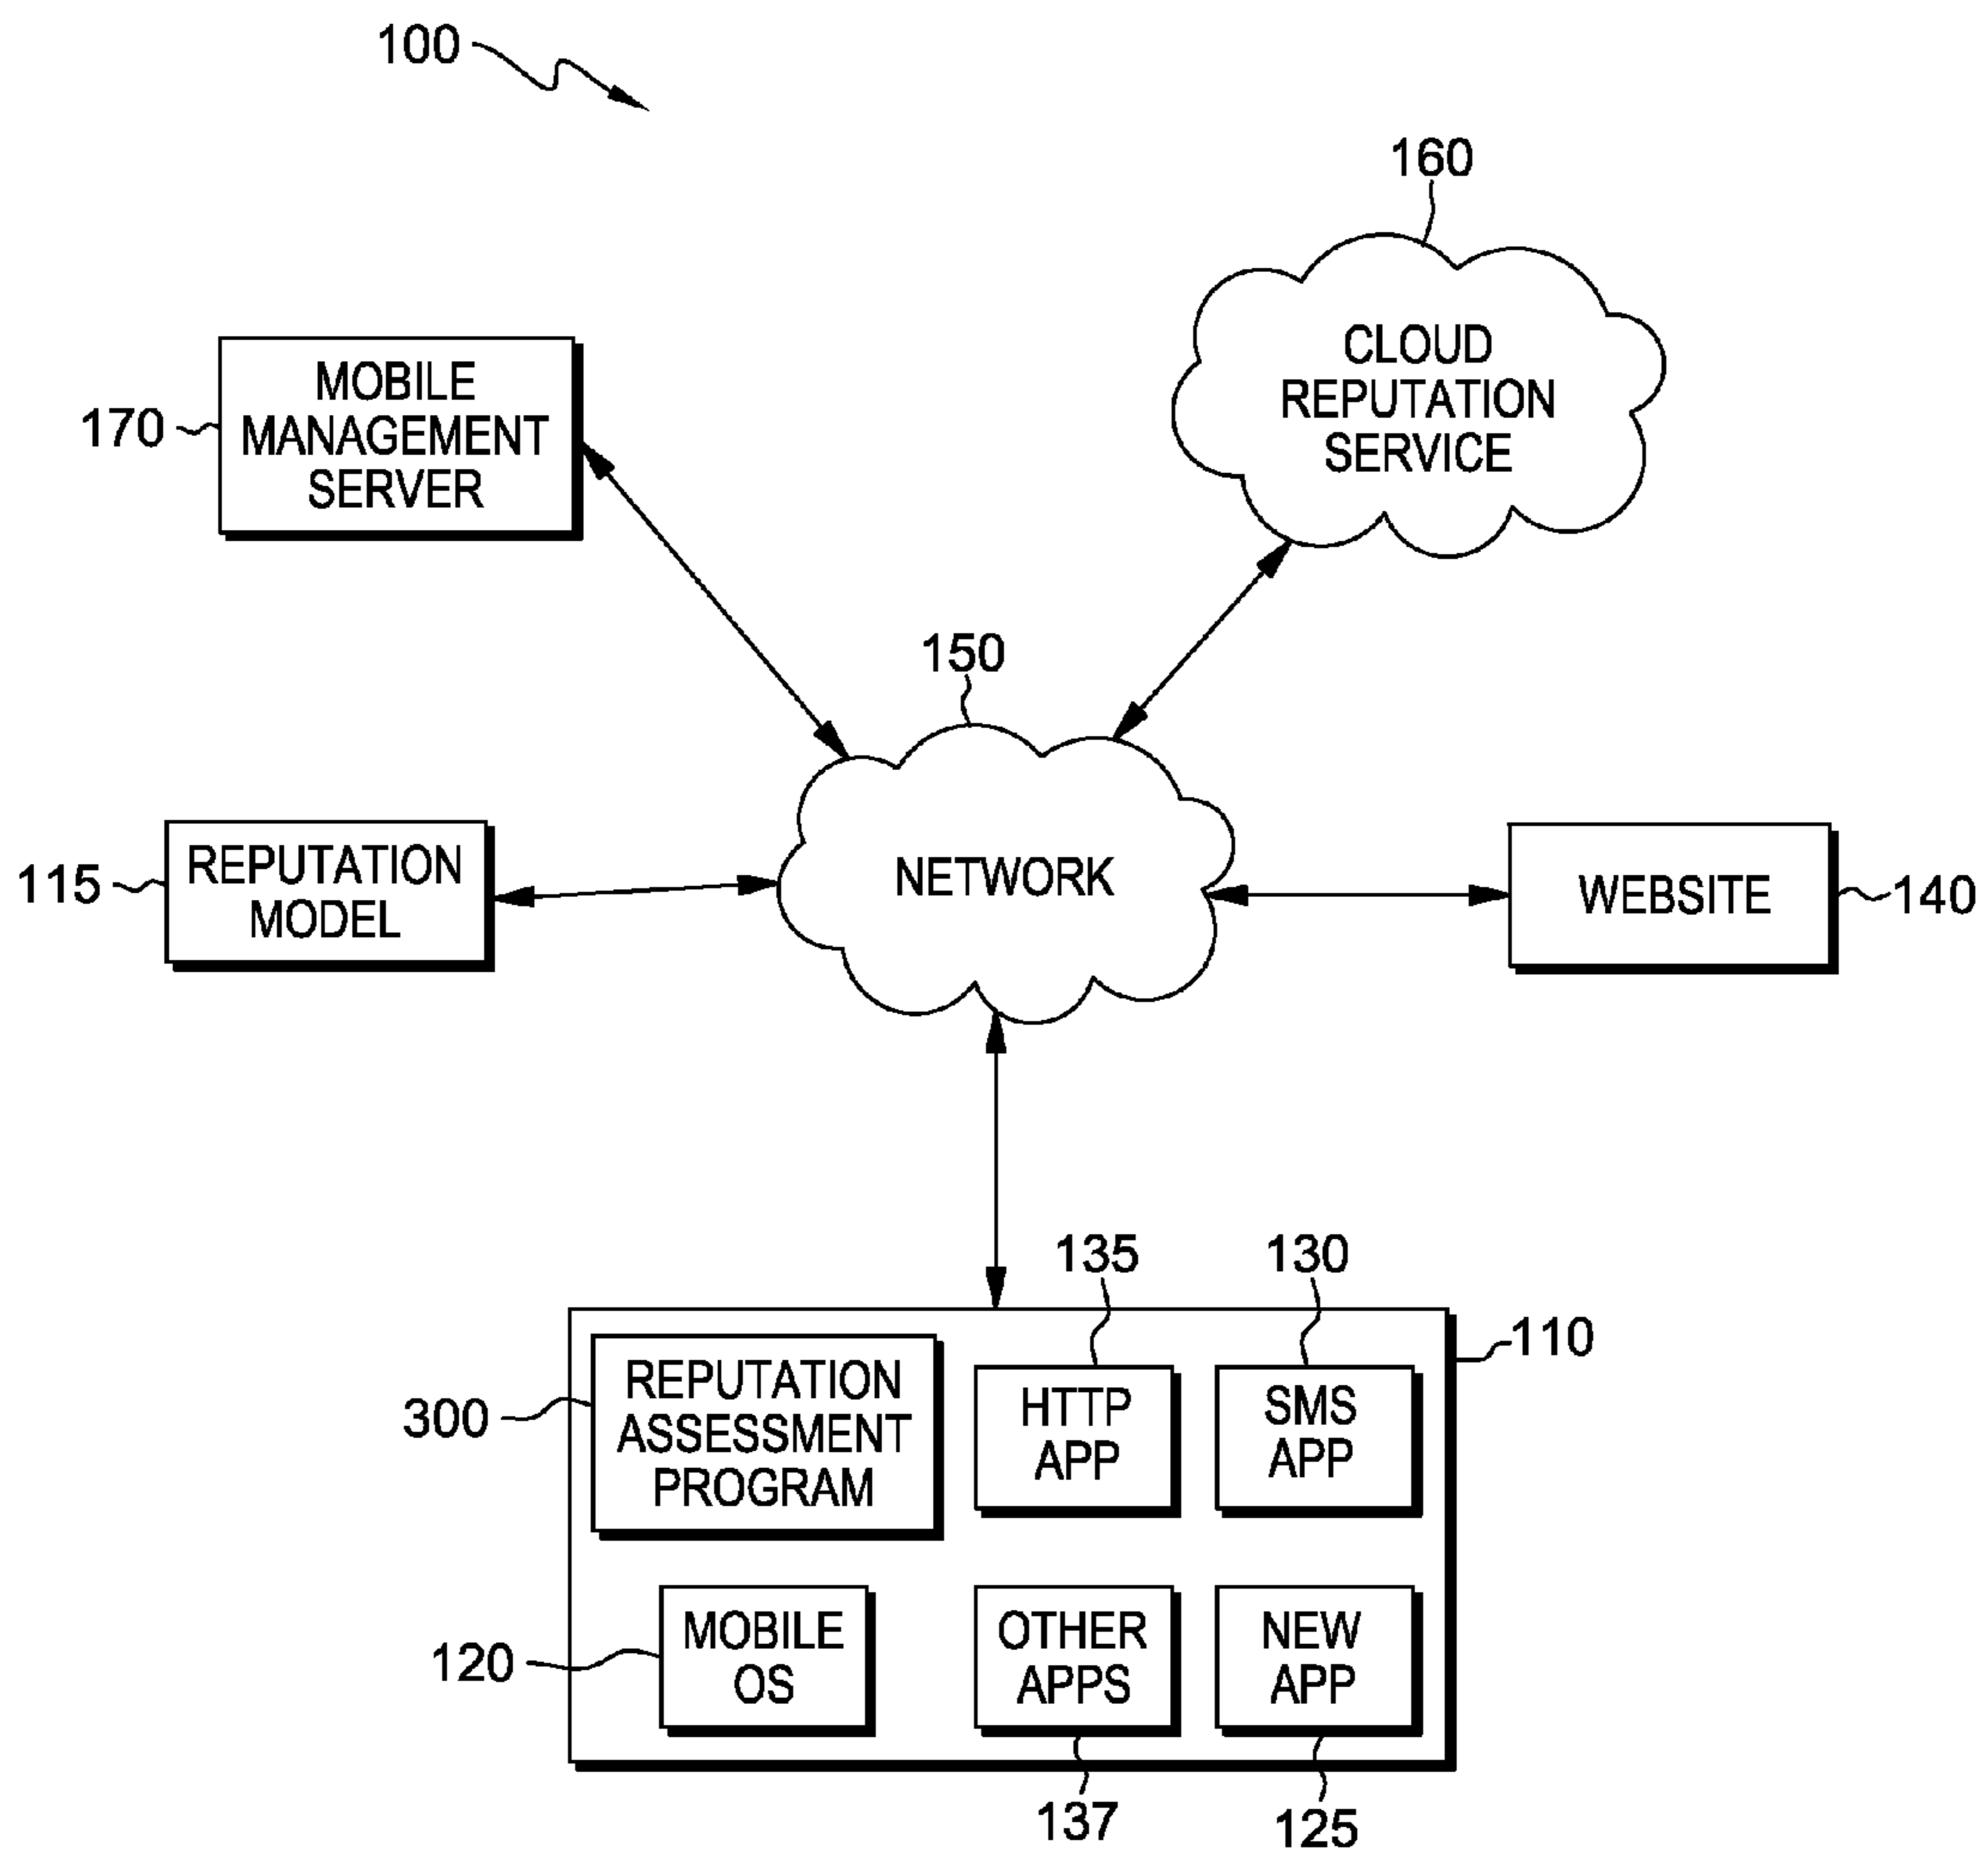 100
160
CLOUD
REPUTATION
SERVICE
170
MOBILE
MANAGEMENT
SERVER
150
NETWORK
115
REPUTATION
MODEL
WEBSITE
140
135
130
110
300
REPUTATION
ASSESSMENT
PROGRAM
HTTP
APP
SMS
APP
120
MOBILE
OS
OTHER
APPS
NEW
APP
137
125